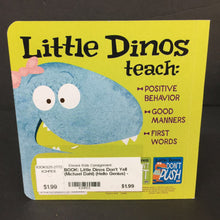 Little Dinos
teach:
POSITIVE
BEHAVIOR
GOOD
MANNERS
FIRST
WORDS
Encore Kids Consignment
BOOK: Little Dinos Don't Yell
(Michael Dahl) (Hello Genius) -
$1.99
$1.99
DON'T
PUSH